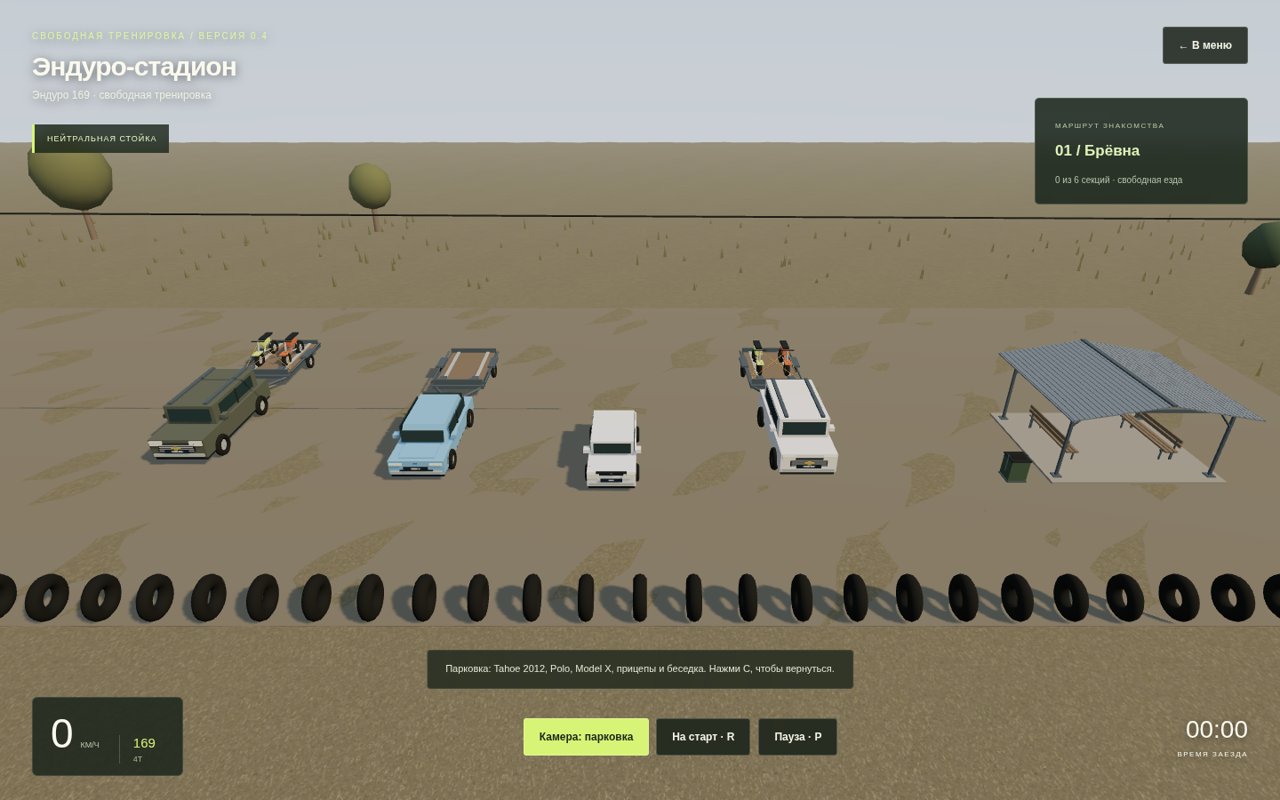 СВОБОДНАЯ ТРЕНИРОВКА / ВЕРСИЯ 0.4
Эндуро-стадион
Эндуро 169 · свободная тренировка
НЕЙТРАЛЬНАЯ СТОЙКА
← В меню
МАРШРУТ ЗНАКОМСТВА
01 / Брёвна
0 из 6 секций · свободная езда
Парковка: Tahoe 2012, Polo, Model X, прицепы и беседка. Нажми C, чтобы вернуться.
0 КМ/Ч
169
4Т
Камера: парковка
На старт · R
Пауза · P
00:00
ВРЕМЯ ЗАЕЗДА